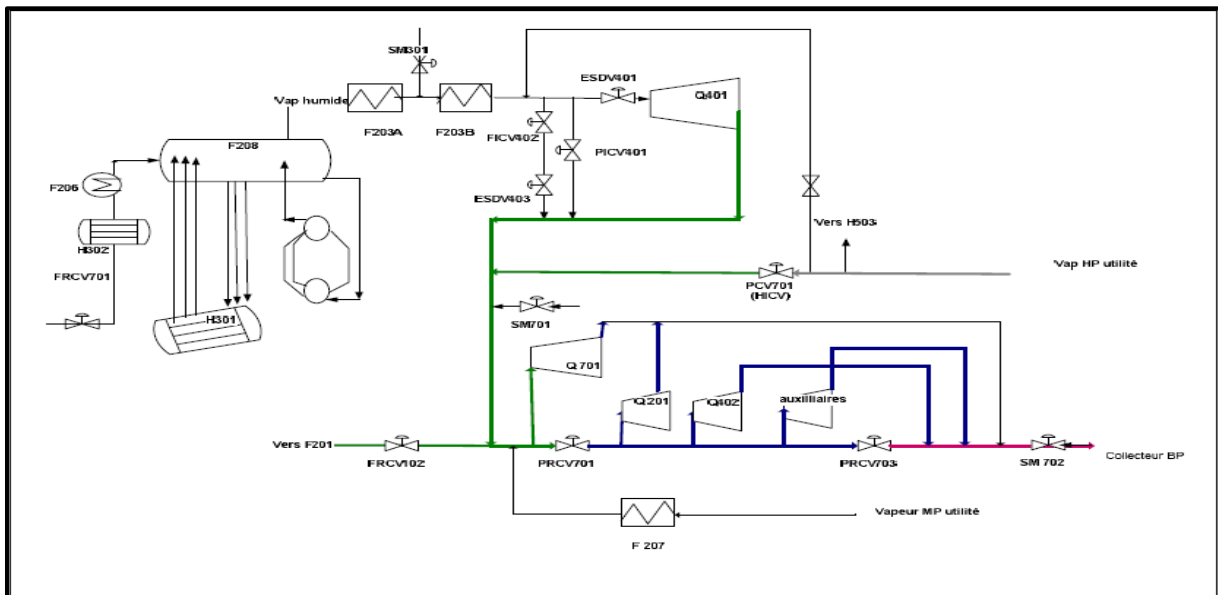 SM301
ESDV401
Q401
Vap humide
F203A
F203B
FICV402
PICV401
F208
F206
ESDV403
H302
Vers H503
FRCV701
Vap HP utilité
PCV701
(HICV)
H301
SM701
Q701
Q201
Q402
auxilliaires
Vers F201
FRCV102
PRCV701
PRCV703
SM 702
Collecteur BP
Vapeur MP utilité
F 207